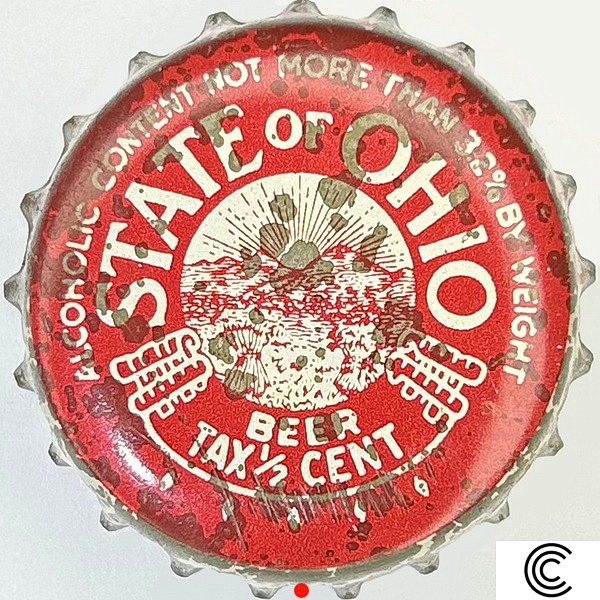 ALCOHOLIC CONTENT NOT MORE THAN 3.2% BY WEIGHT
STATE OF OHIO
BEER
TAX ½ CENT